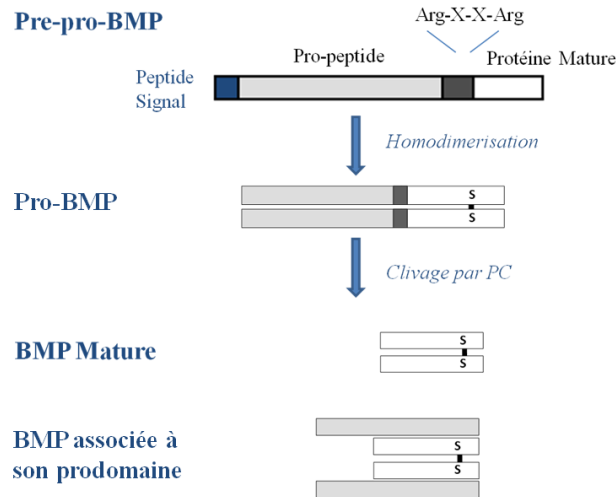 Pre-pro-BMP
Arg-X-X-Arg
Pro-peptide
Protéine Mature
Peptide
Signal
Homodimerisation
Pro-BMP
S
S
Clivage par PC
BMP Mature
S
S
BMP associée à
son prodomaine
S
S